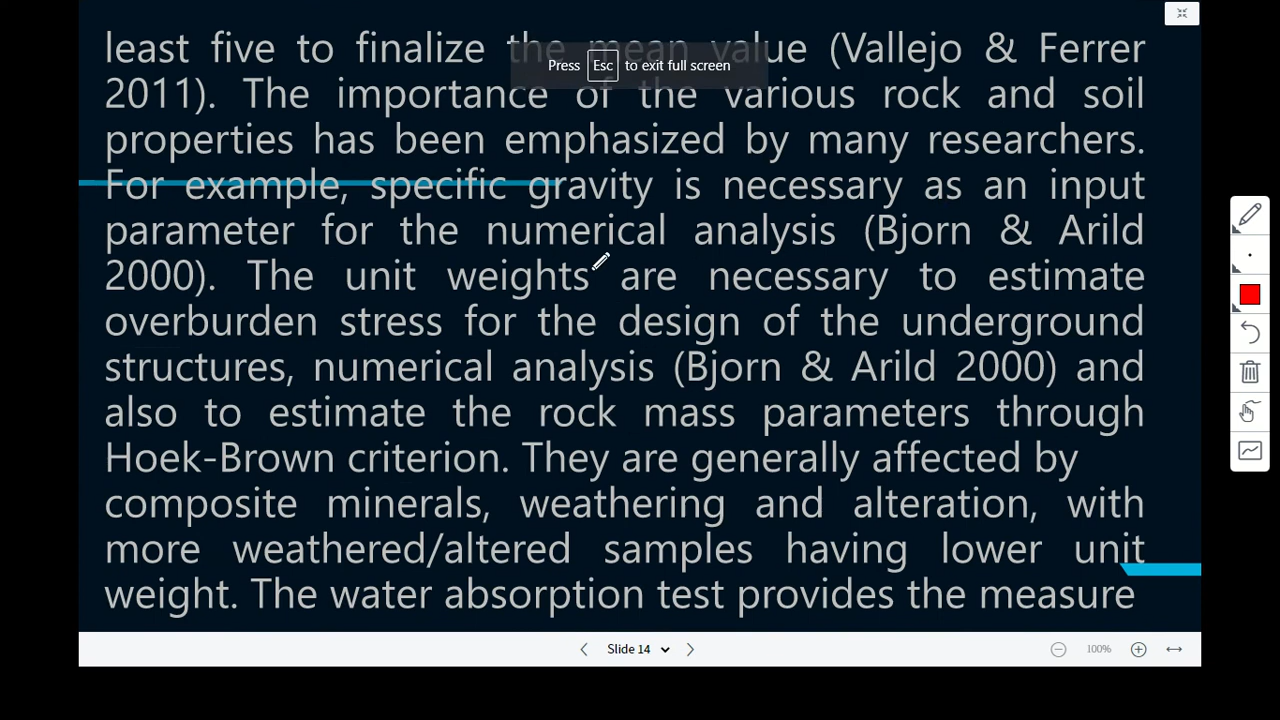 least five to finalize the mean value (Vallejo & Ferrer
Press Esc to exit full screen
2011). The importance of the various rock and soil
properties has been emphasized by many researchers.
For example, specific gravity is necessary as an input
parameter for the numerical analysis (Bjorn & Arild
2000). The unit weights are necessary to estimate
overburden stress for the design of the underground
structures, numerical analysis (Bjorn & Arild 2000) and
also to estimate the rock mass parameters through
Hoek-Brown criterion. They are generally affected by
composite minerals, weathering and alteration, with
more weathered/altered samples having lower unit
weight. The water absorption test provides the measure
Slide 14
100%